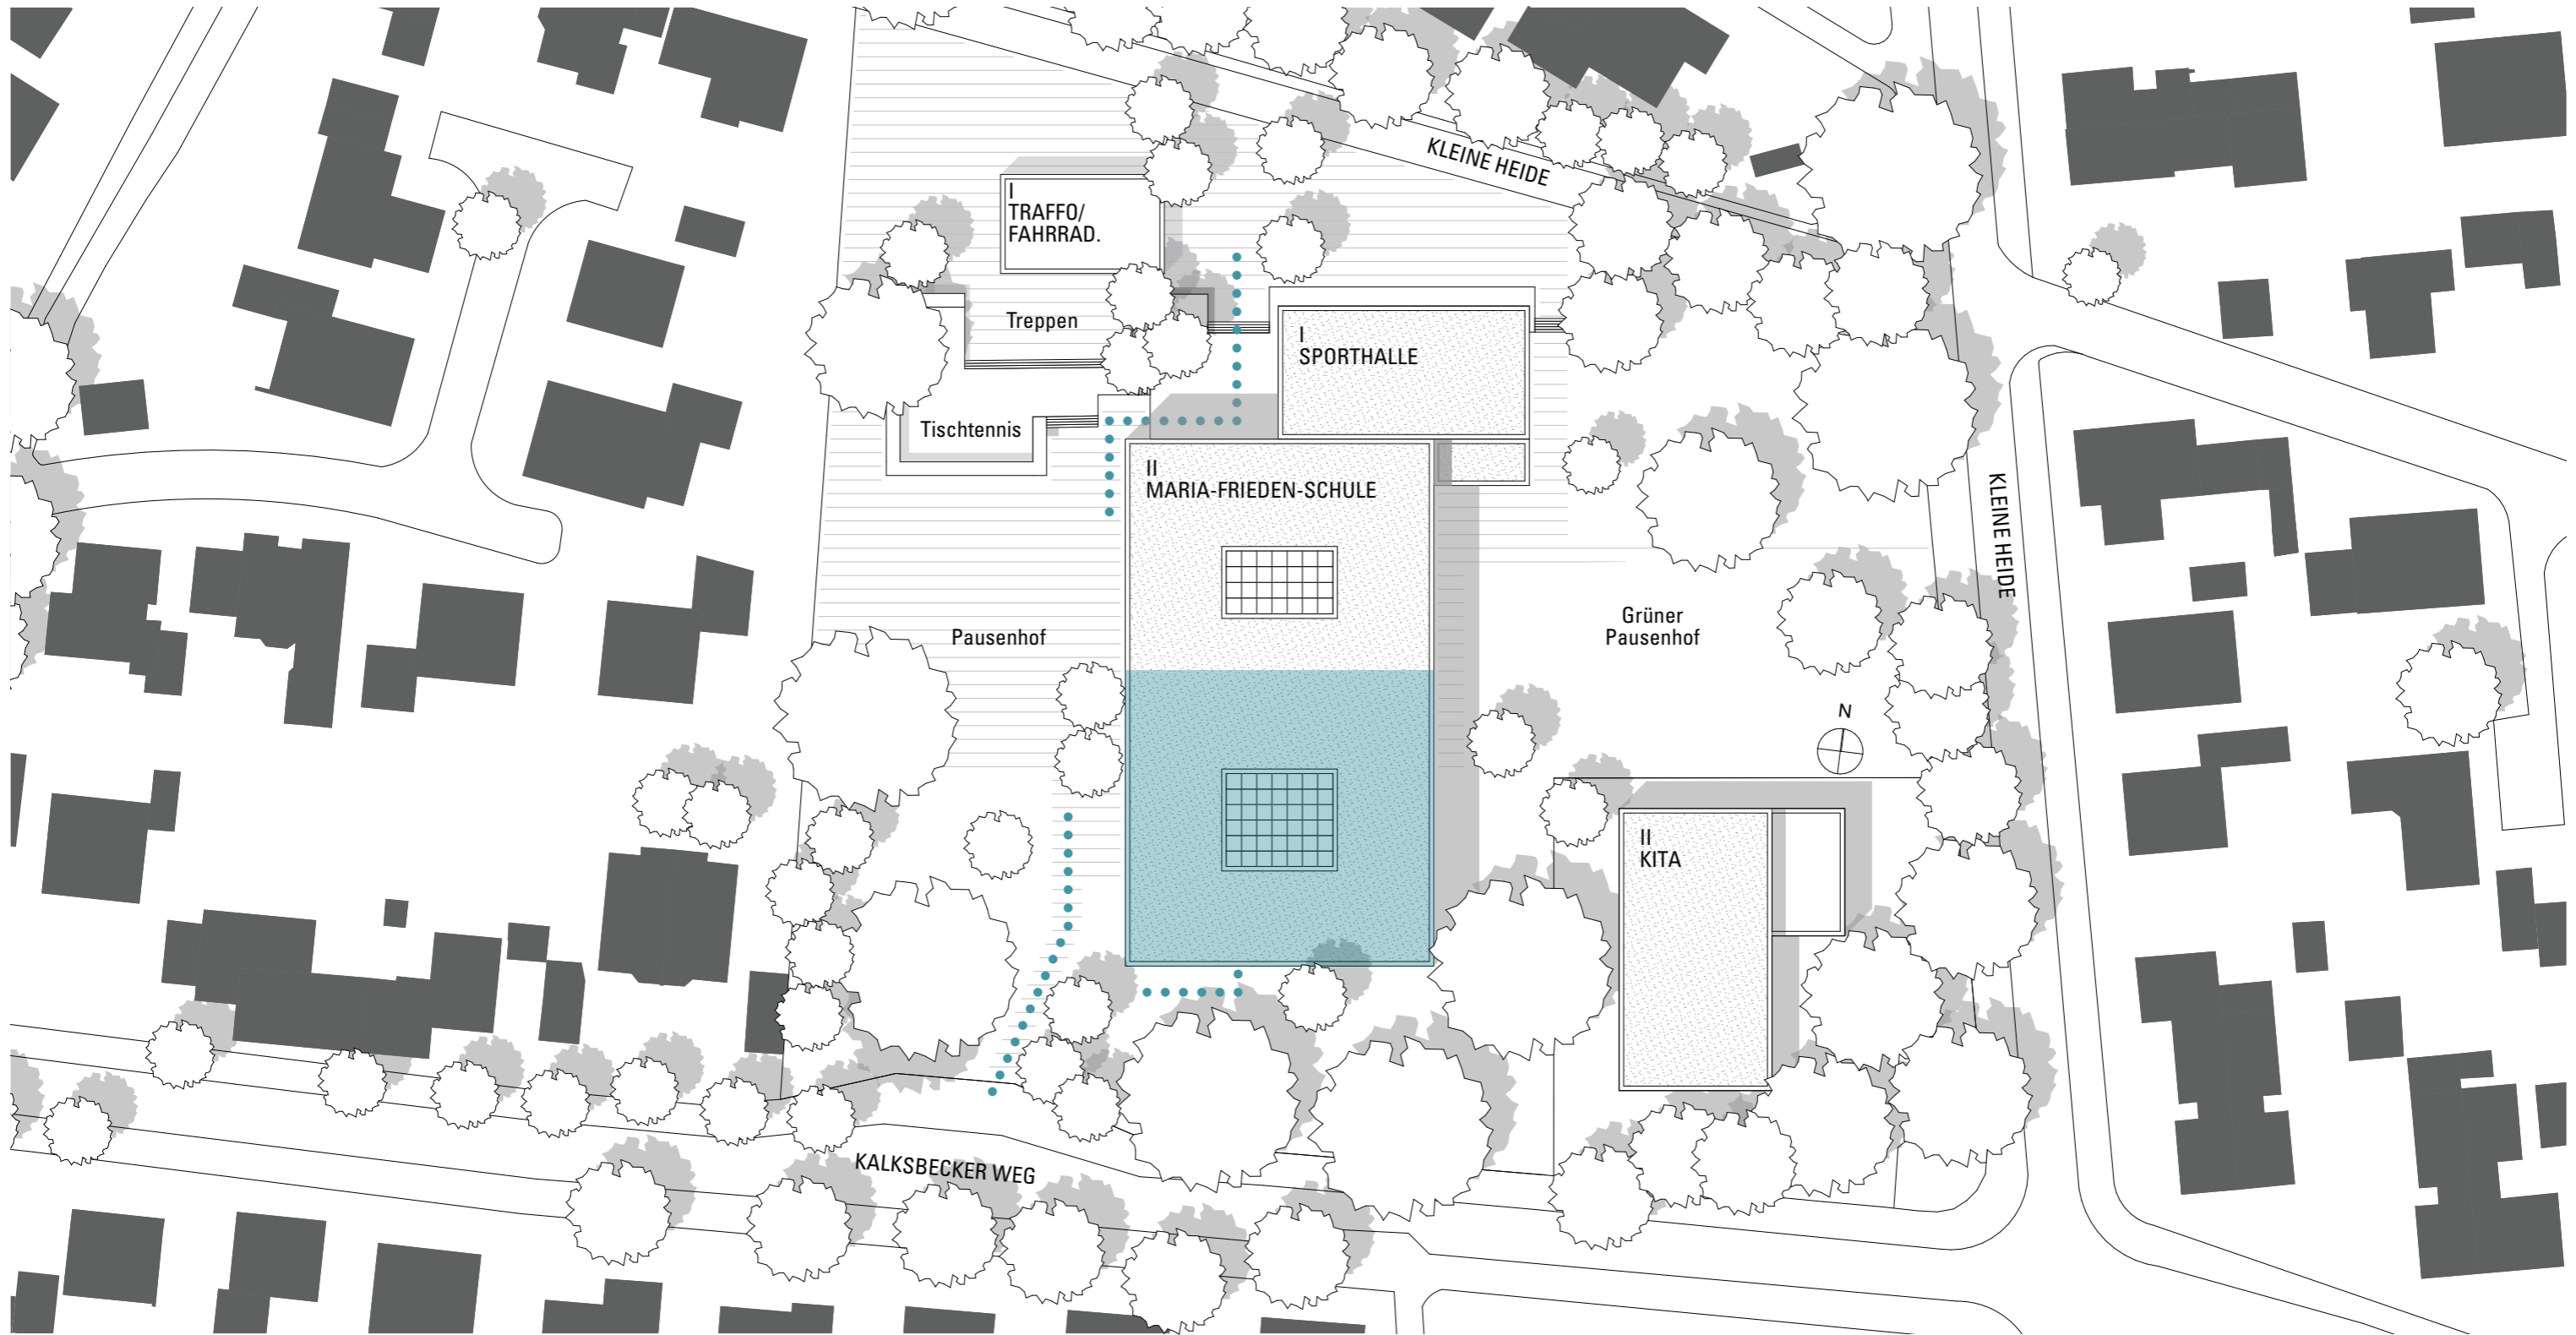 KLEINE HEIDE
I
TRAFFO/
FAHRRAD.
Treppen
I
SPORTHALLE
Tischtennis
II
MARIA-FRIEDEN-SCHULE
KLEINE HEIDE
Pausenhof
Grüner
Pausenhof
N
II
KITA
KALKSBECKER WEG